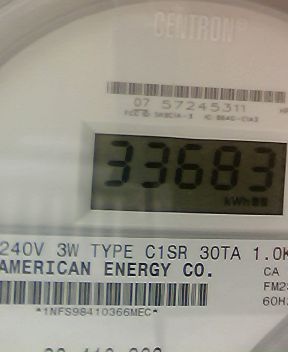 CENTRON®
07 57245311
33683
kWh
240V 3W TYPE C1SR 30TA 1.0K
AMERICAN ENERGY CO.
CA
FM2S
60H
*1NFS98410366MEC*